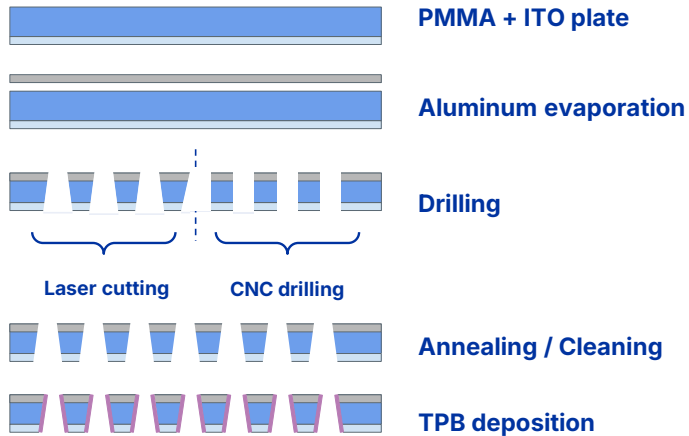 PMMA + ITO plate
Aluminum evaporation
Drilling
Laser cutting
CNC drilling
Annealing / Cleaning
TPB deposition